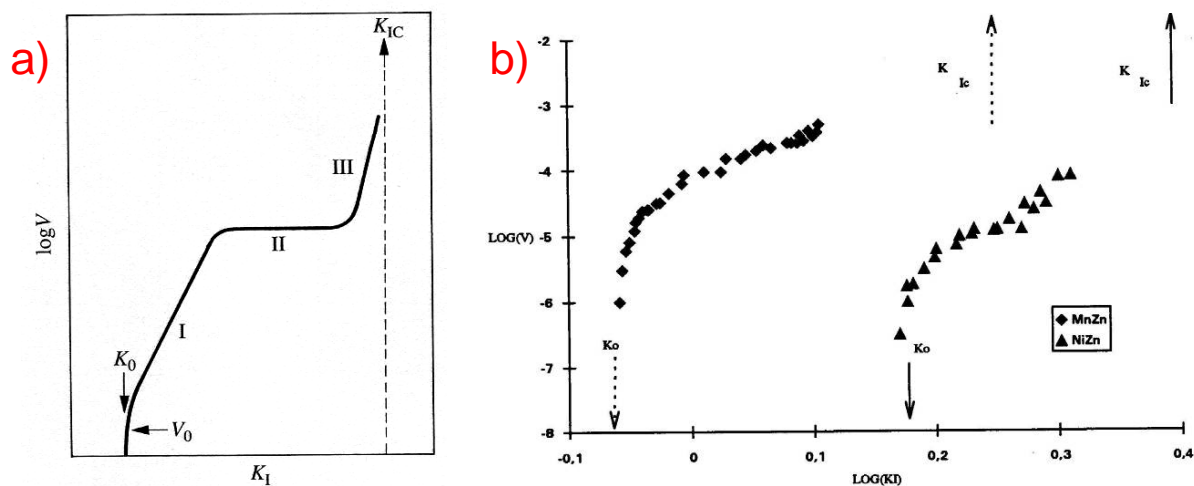 a)
K_IC
III
II
I
K_0
V_0
log V
K_I
b)
-2
-3
-4
-5
-6
-7
-8
LOG(V)
K Ic
K Ic
Ko
Ko
MnZn
NiZn
-0,1
0
0,1
0,2
0,3
0,4
LOG(KI)